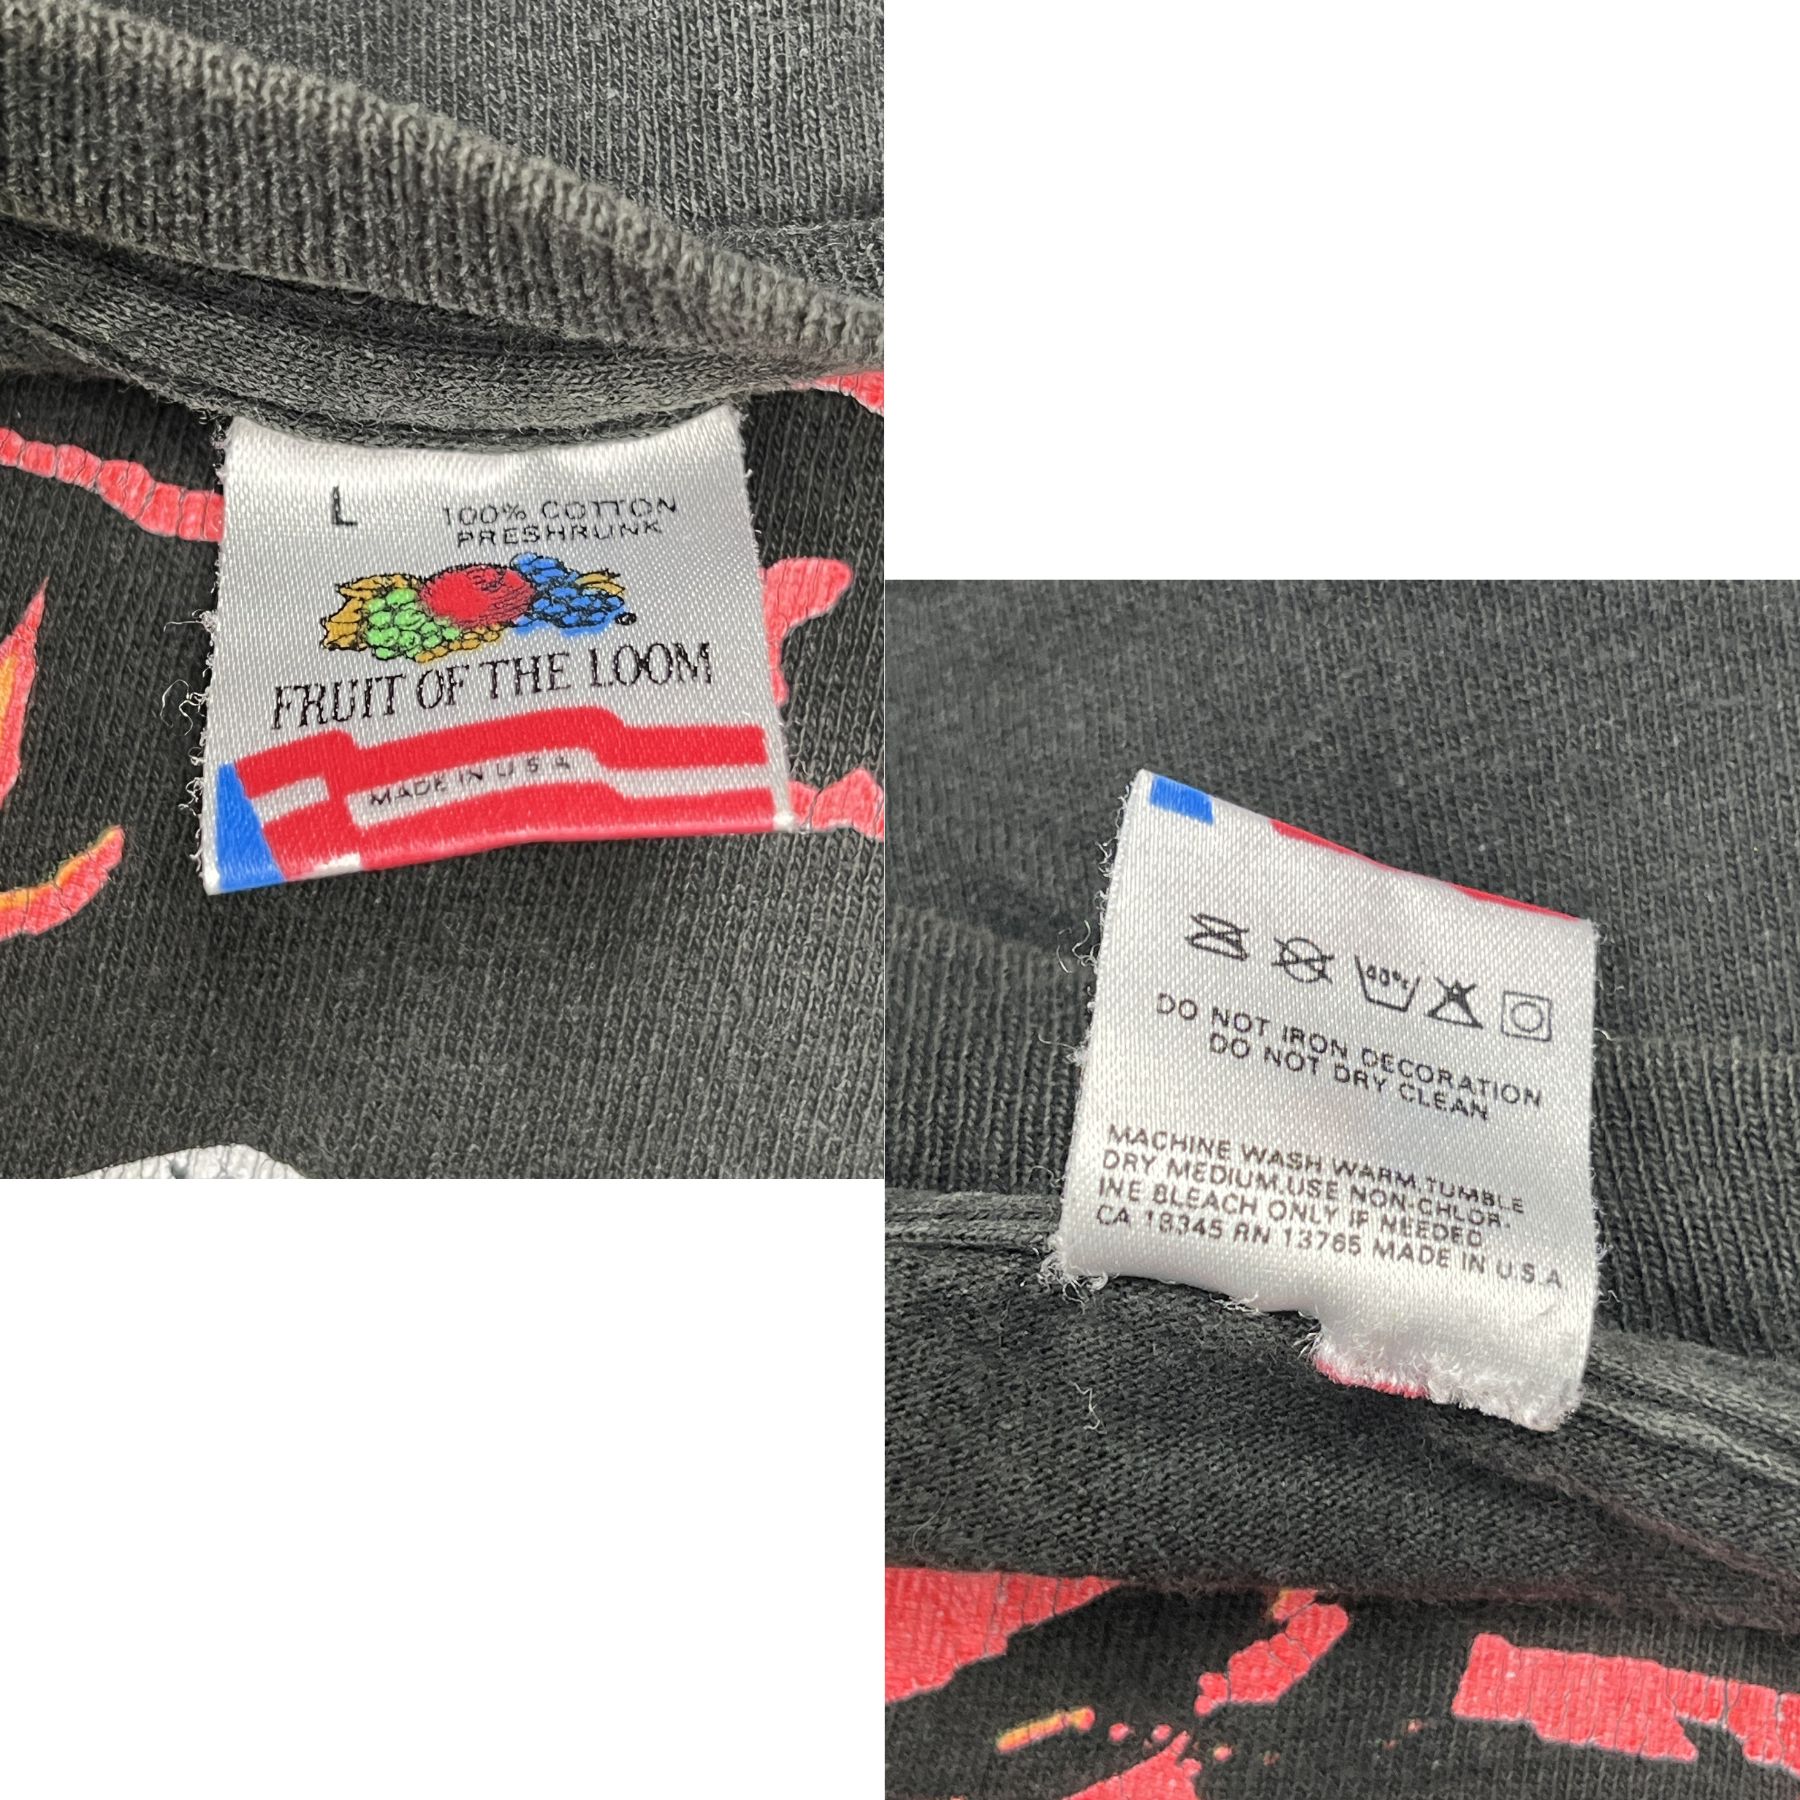 L
100% COTTON
PRESHRUNK
FRUIT OF THE LOOM
MADE IN U S A
40°c
DO NOT IRON DECORATION
DO NOT DRY CLEAN
MACHINE WASH WARM, TUMBLE
DRY MEDIUM, USE NON-CHLOR-
INE BLEACH ONLY IF NEEDED
CA 18345 RN 13765 MADE IN U.S.A